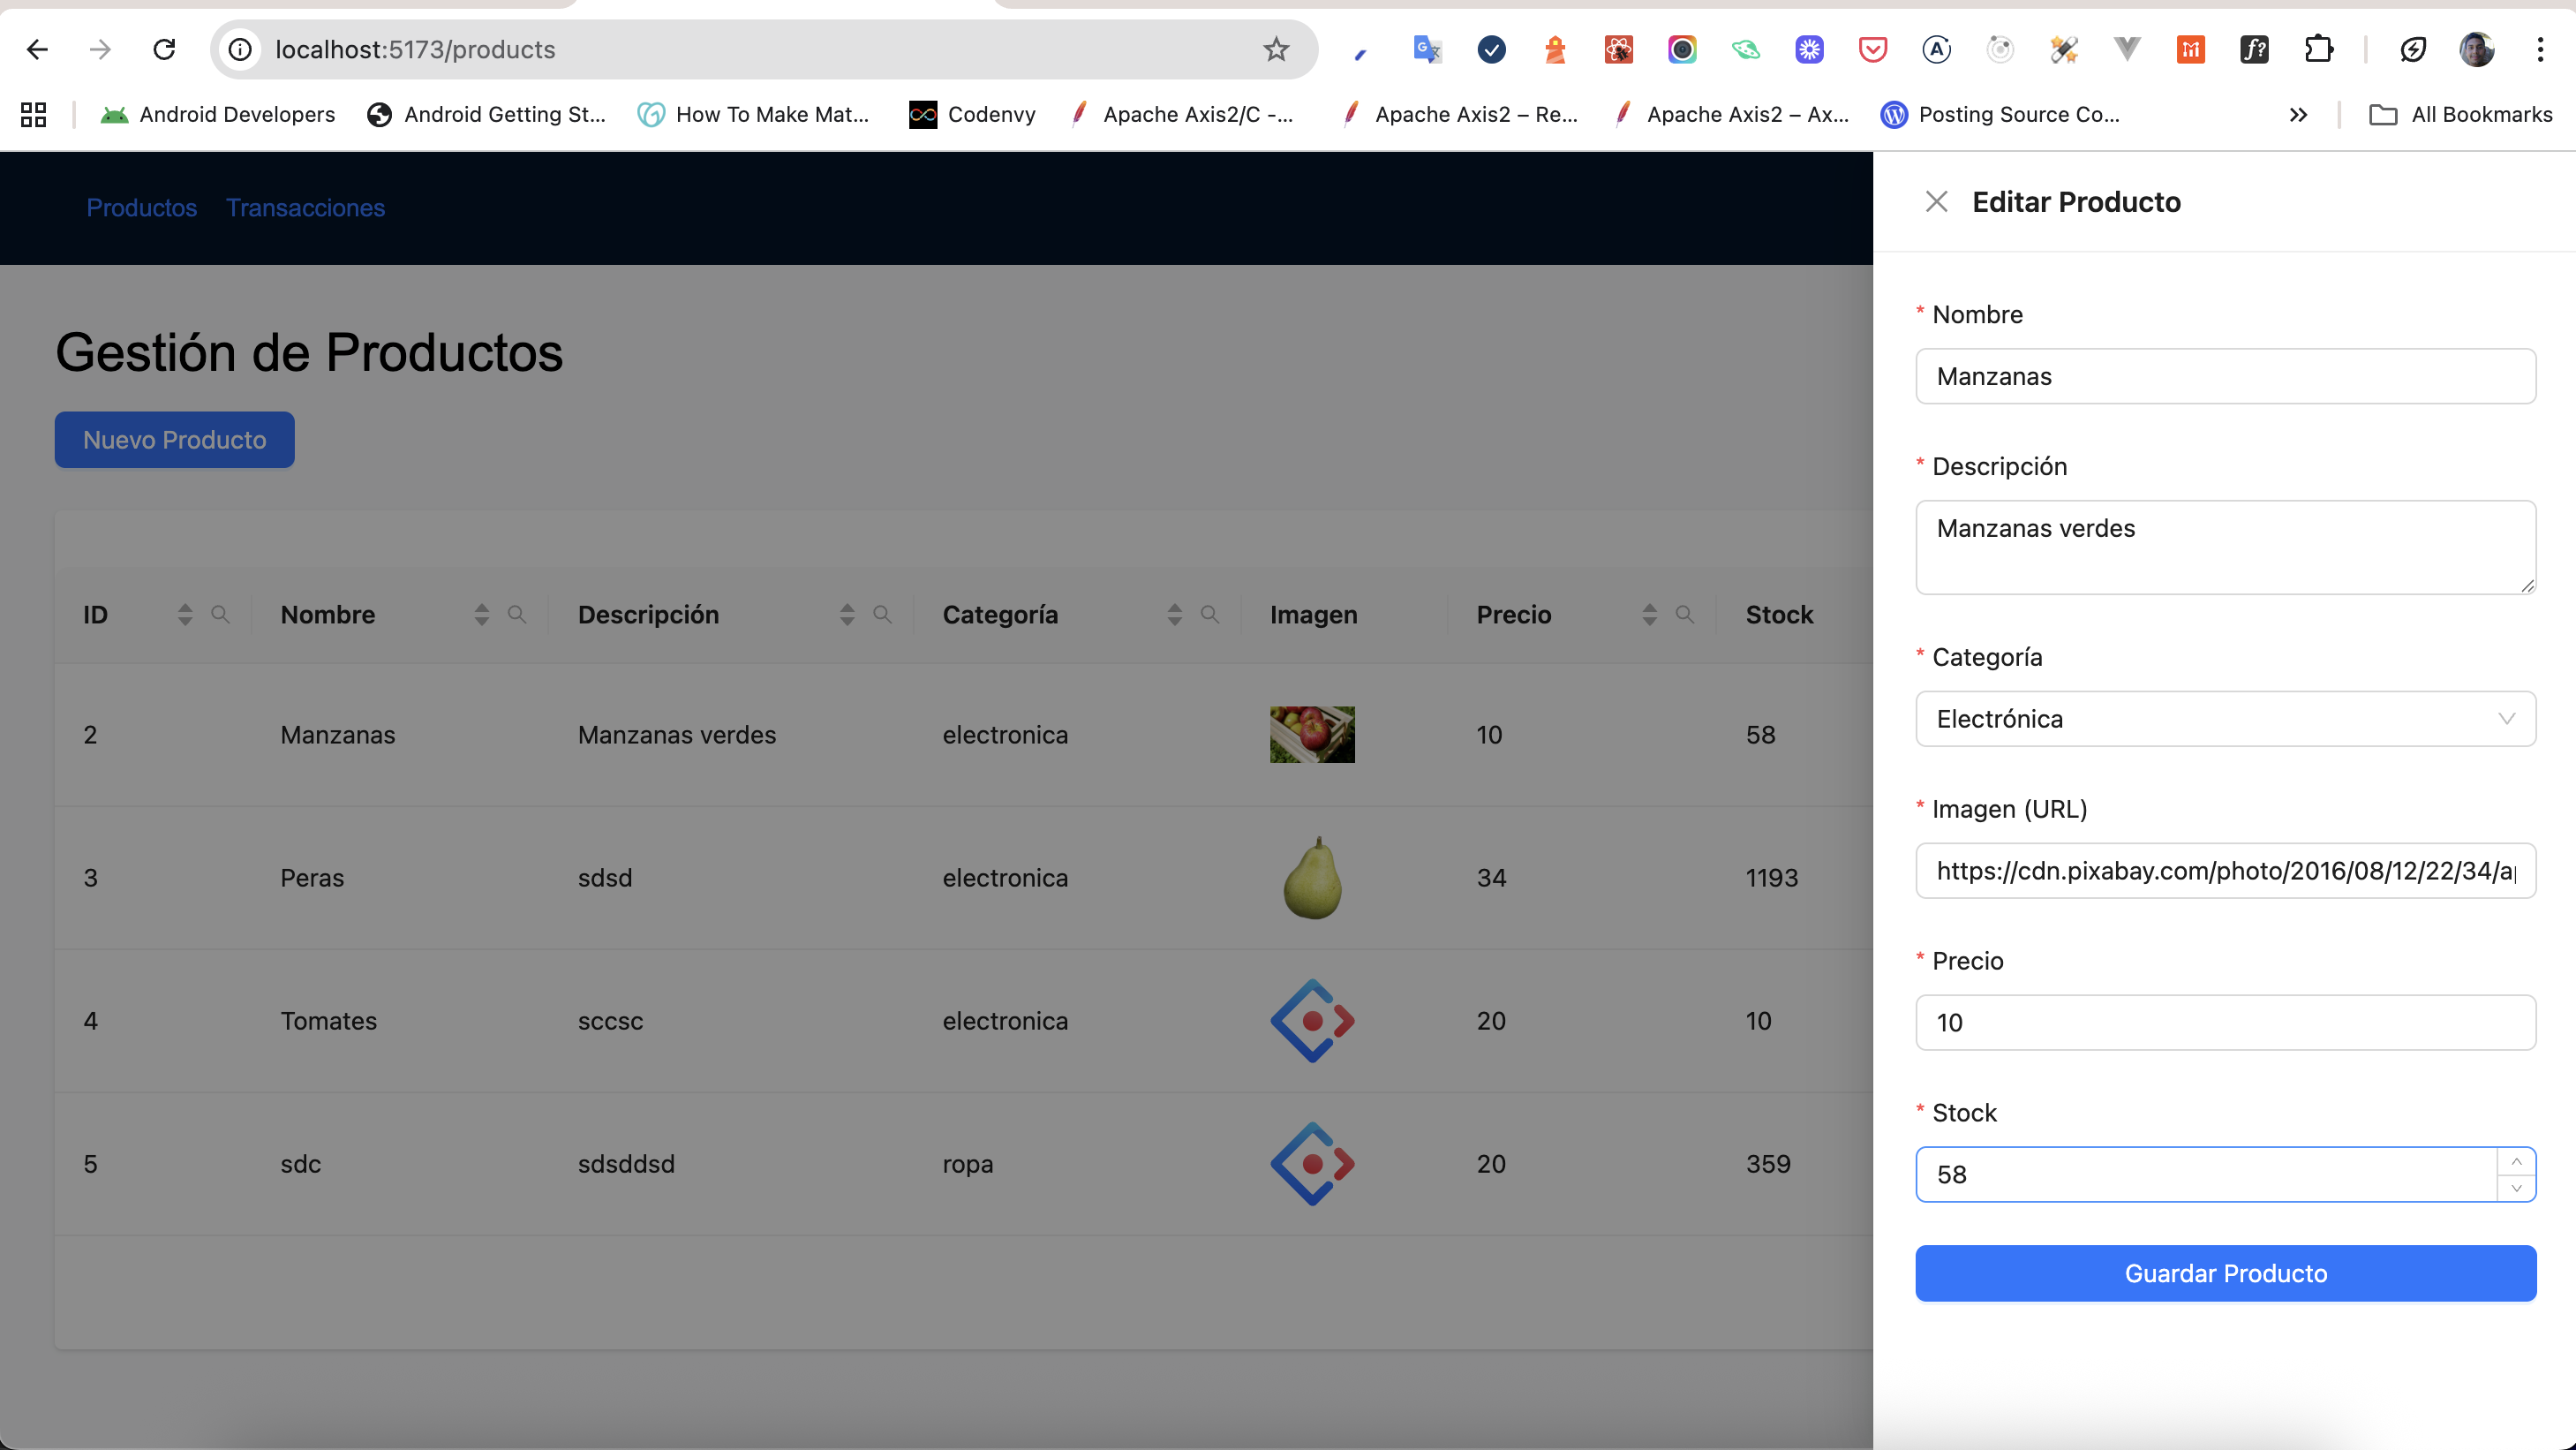 localhost:5173/products
Android Developers
Android Getting St...
How To Make Mat...
Codenvy
Apache Axis2/C -...
Apache Axis2 – Re...
Apache Axis2 – Ax...
Posting Source Co...
All Bookmarks
Productos Transacciones
Gestión de Productos
Nuevo Producto
ID Nombre Descripción Categoría Imagen Precio Stock
2 Manzanas Manzanas verdes electronica 10 58
3 Peras sdsd electronica 34 1193
4 Tomates sccsc electronica 20 10
5 sdc sdsddsd ropa 20 359
Editar Producto
* Nombre
Manzanas
* Descripción
Manzanas verdes
* Categoría
Electrónica
* Imagen (URL)
https://cdn.pixabay.com/photo/2016/08/12/22/34/a
* Precio
10
* Stock
58
Guardar Producto